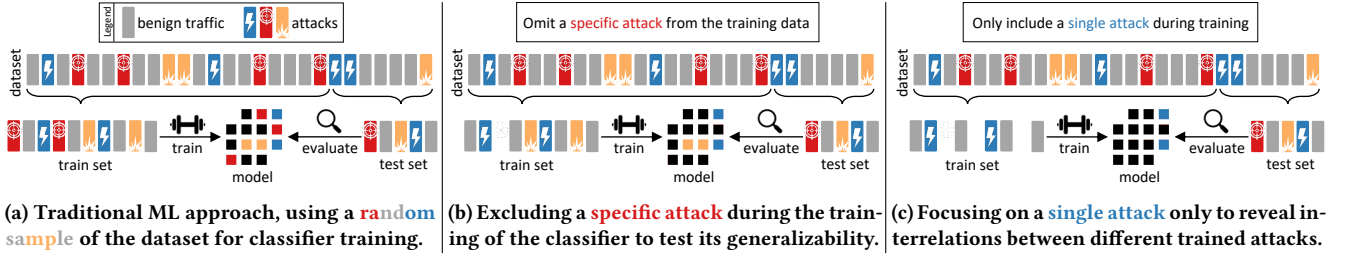 Legend
benign traffic
attacks
dataset
train
evaluate
train set
model
test set
(a) Traditional ML approach, using a random
sample of the dataset for classifier training.
Omit a specific attack from the training data
dataset
train
evaluate
train set
model
test set
(b) Excluding a specific attack during the train-
ing of the classifier to test its generalizability.
Only include a single attack during training
dataset
train
evaluate
train set
model
test set
(c) Focusing on a single attack only to reveal in-
terrelations between different trained attacks.